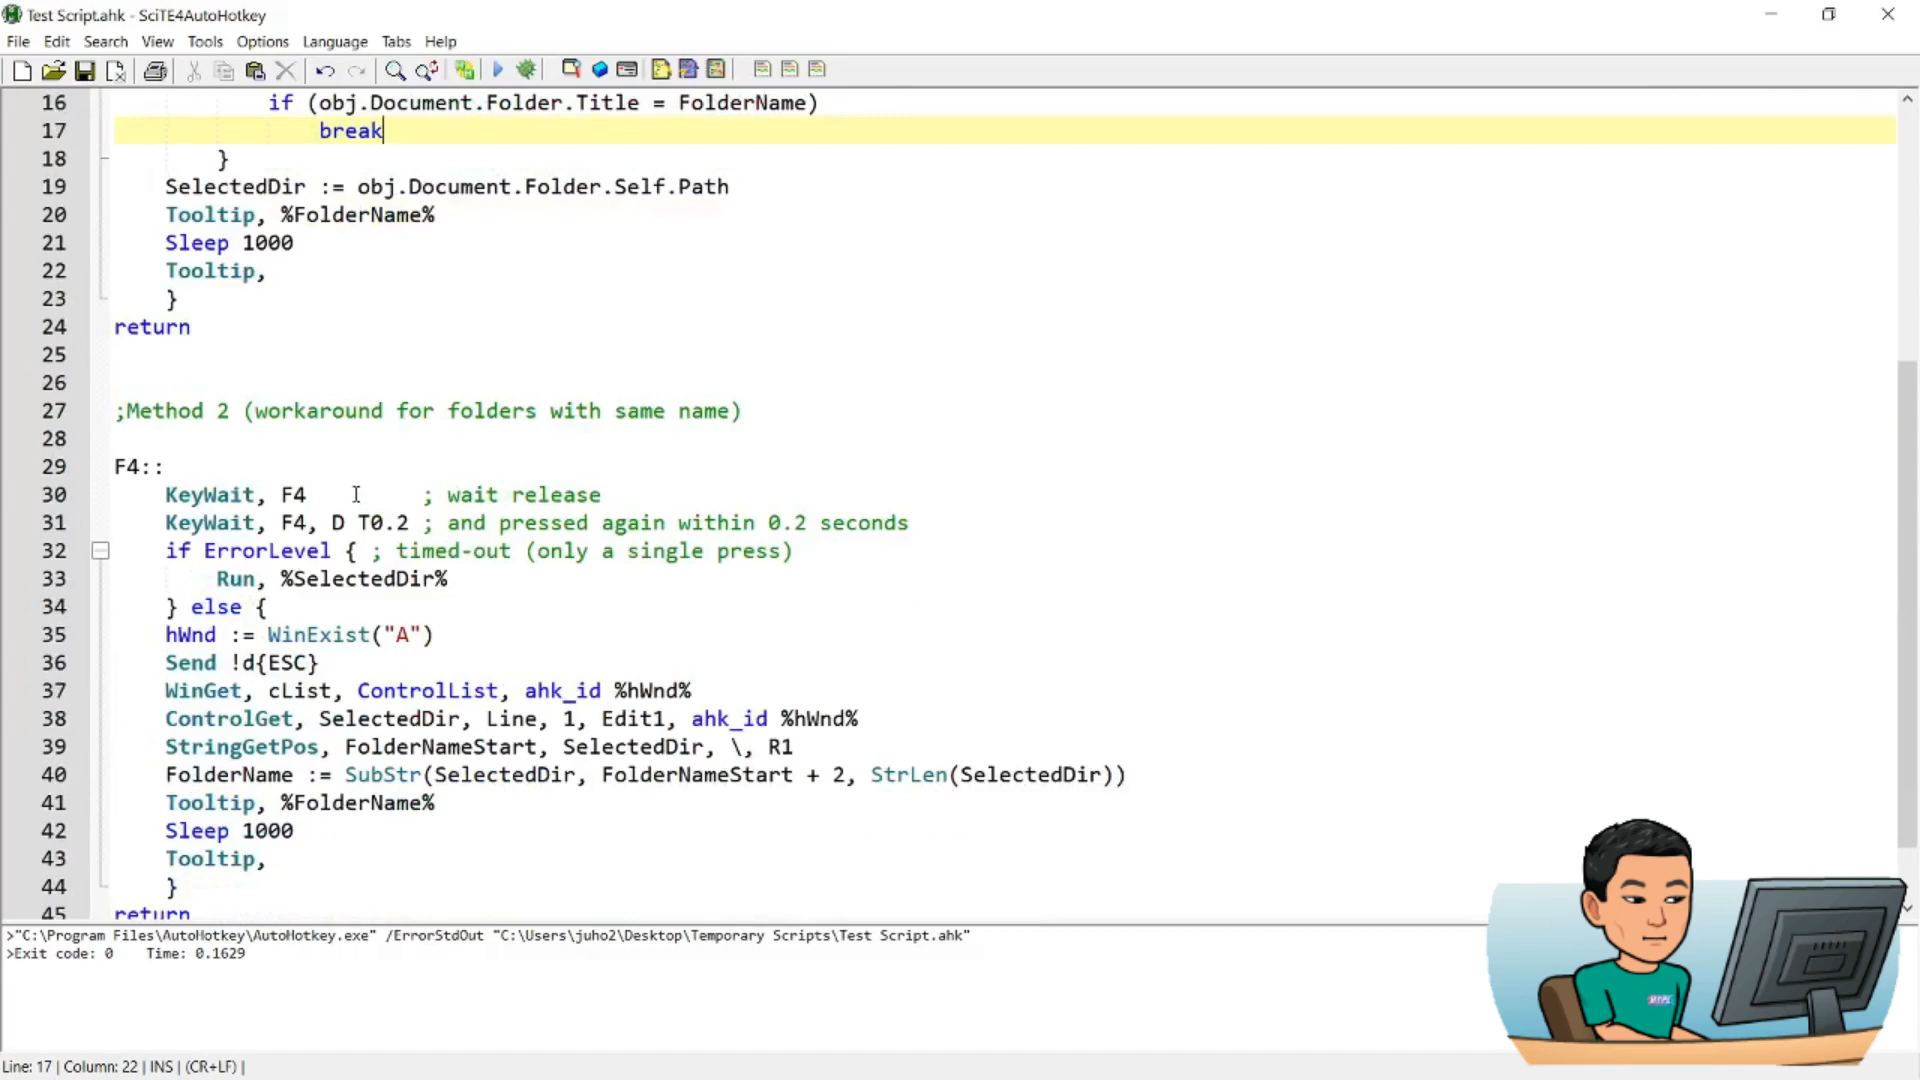 Test Script.ahk - SciTE4AutoHotkey
File Edit Search View Tools Options Language Tabs Help
16 if (obj.Document.Folder.Title = FolderName)
17 break
18 }
19 SelectedDir := obj.Document.Folder.Self.Path
20 Tooltip, %FolderName%
21 Sleep 1000
22 Tooltip,
23 }
24 return
25
26
27 ;Method 2 (workaround for folders with same name)
28
29 F4::
30 KeyWait, F4 ; wait release
31 KeyWait, F4, D T0.2 ; and pressed again within 0.2 seconds
32 if ErrorLevel { ; timed-out (only a single press)
33 Run, %SelectedDir%
34 } else {
35 hWnd := WinExist("A")
36 Send !d{ESC}
37 WinGet, cList, ControlList, ahk_id %hWnd%
38 ControlGet, SelectedDir, Line, 1, Edit1, ahk_id %hWnd%
39 StringGetPos, FolderNameStart, SelectedDir, \, R1
40 FolderName := SubStr(SelectedDir, FolderNameStart + 2, StrLen(SelectedDir))
41 Tooltip, %FolderName%
42 Sleep 1000
43 Tooltip,
44 }
45 return
>"C:\Program Files\AutoHotkey\AutoHotkey.exe" /ErrorStdOut "C:\Users\juho2\Desktop\Temporary Scripts\Test Script.ahk"
>Exit code: 0 Time: 0.1629
Line: 17 | Column: 22 | INS | (CR+LF) |